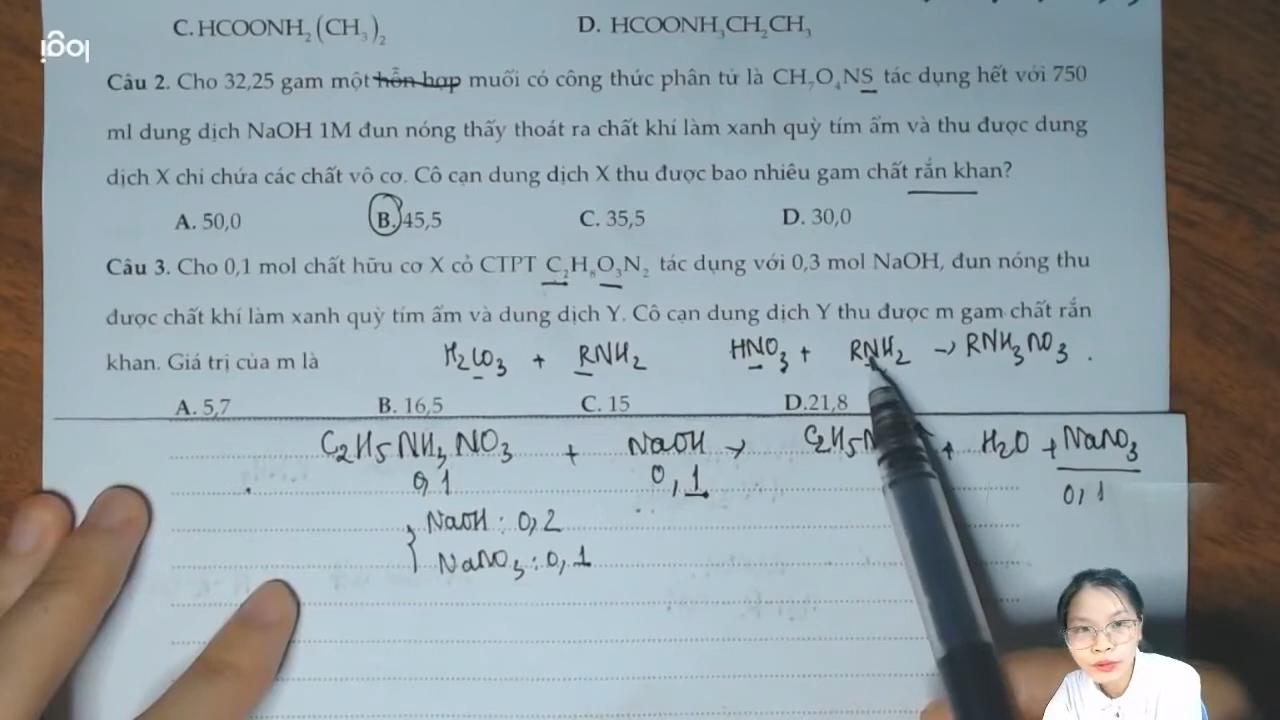 C. HCOONH₂(CH₃)₂ D. HCOONH₃CH₂CH₃
logi
Câu 2. Cho 32,25 gam một hỗn hợp muối có công thức phân tử là CH₇O₄NS tác dụng hết với 750
ml dung dịch NaOH 1M đun nóng thấy thoát ra chất khí làm xanh quỳ tím ẩm và thu được dung
dịch X chỉ chứa các chất vô cơ. Cô cạn dung dịch X thu được bao nhiêu gam chất rắn khan?
A. 50,0 B. 45,5 C. 35,5 D. 30,0
Câu 3. Cho 0,1 mol chất hữu cơ X có CTPT C₂H₈O₃N₂ tác dụng với 0,3 mol NaOH, đun nóng thu
được chất khí làm xanh quỳ tím ẩm và dung dịch Y. Cô cạn dung dịch Y thu được m gam chất rắn
khan. Giá trị của m là H₂CO₃ + RNH₂ HNO₃ + RNH₂ → RNH₃NO₃.
A. 5,7 B. 16,5 C. 15 D.21,8
C₂H₅NH₃NO₃ + NaOH → C₂H₅N ↑ + H₂O + NaNO₃
0,1 0,1 0,1
NaOH : 0,2
NaNO₃ : 0,1